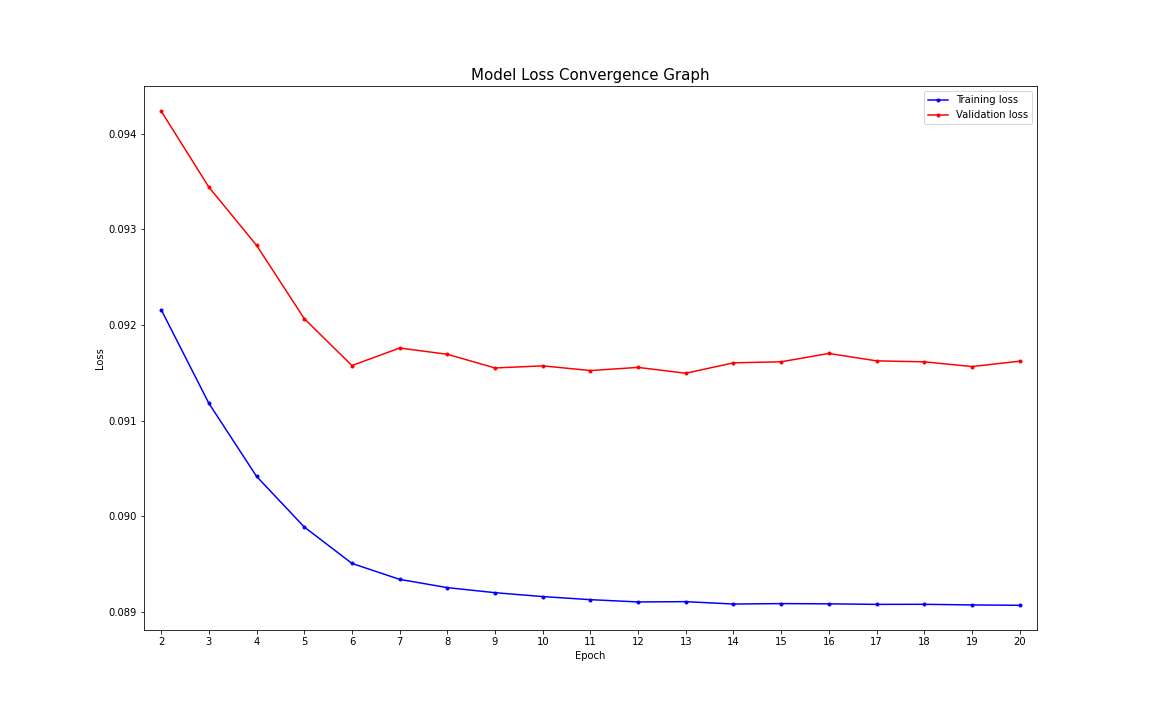 Model Loss Convergence Graph
Training loss
Validation loss
0.094
0.093
0.092
0.091
0.090
0.089
Loss
2 3 4 5 6 7 8 9 10 11 12 13 14 15 16 17 18 19 20
Epoch